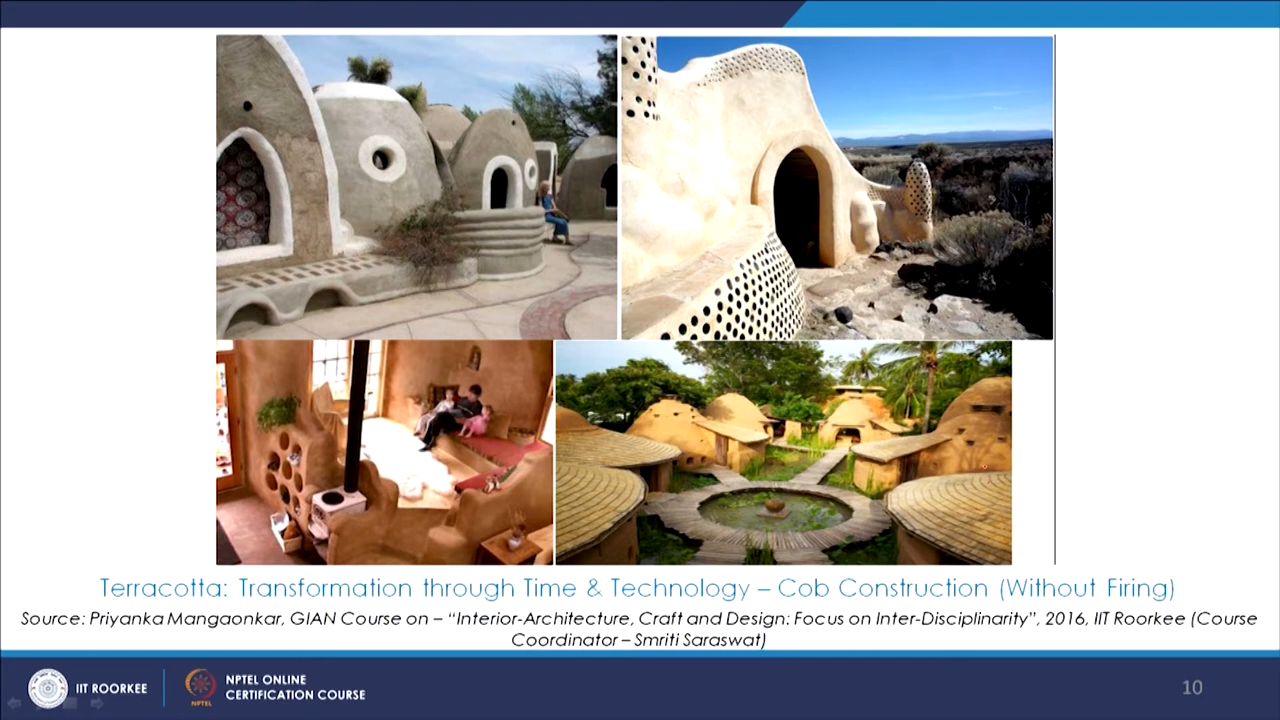 Terracotta: Transformation through Time & Technology – Cob Construction (Without Firing)
Source: Priyanka Mangaonkar, GIAN Course on – “Interior-Architecture, Craft and Design: Focus on Inter-Disciplinarity”, 2016, IIT Roorkee (Course
Coordinator – Smriti Saraswat)
IIT ROORKEE
NPTEL
NPTEL ONLINE
CERTIFICATION COURSE
10